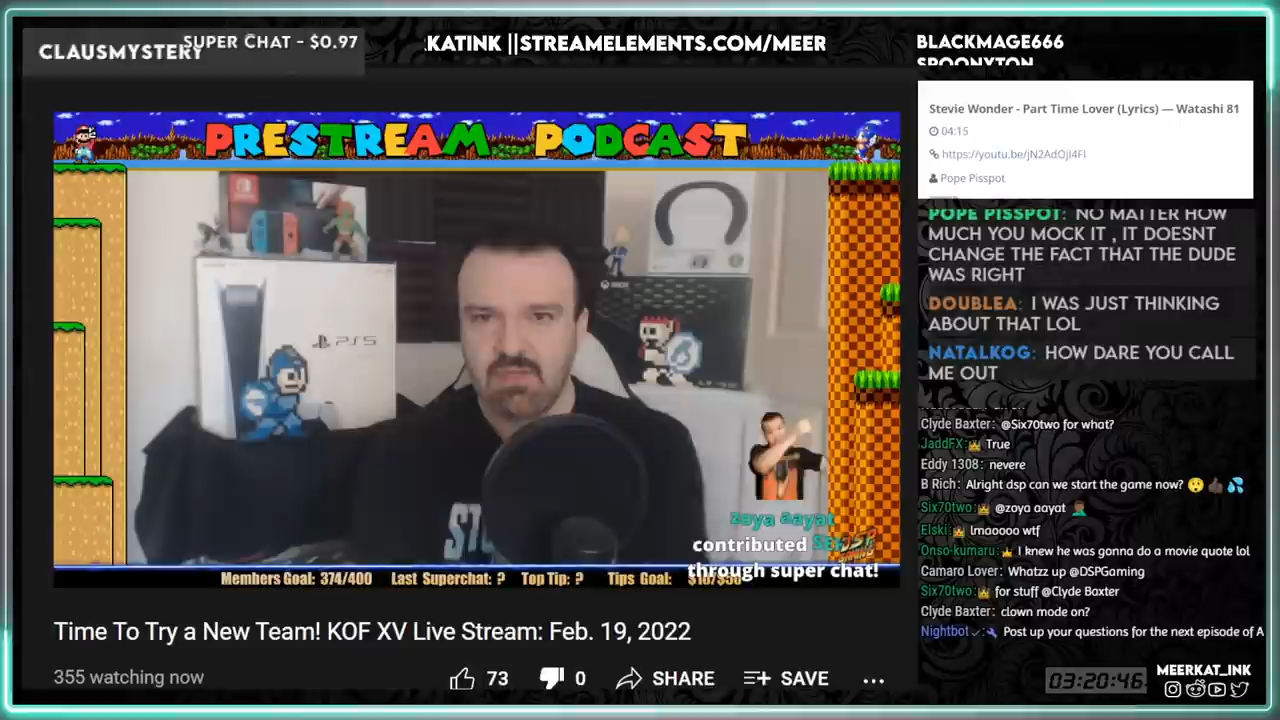 CLAUSMYSTERY
SUPER CHAT - $0.97
KATINK ||STREAMELEMENTS.COM/MEER
BLACKMAGE666
SPOONYTON
PRESTREAM PODCAST
PS5
XBOX
zaya aayat
contributed
through super chat!
Members Goal: 374/400 Last Superchat: ? Top Tip: ? Tips Goal:
Time To Try a New Team! KOF XV Live Stream: Feb. 19, 2022
355 watching now
73
0
SHARE
SAVE
Stevie Wonder - Part Time Lover (Lyrics) — Watashi 81
04:15
https://youtu.be/jN2AdOjI4FI
Pope Pisspot
POPE PISSPOT: NO MATTER HOW
MUCH YOU MOCK IT , IT DOESNT
CHANGE THE FACT THAT THE DUDE
WAS RIGHT
DOUBLEA: I WAS JUST THINKING
ABOUT THAT LOL
NATALKOG: HOW DARE YOU CALL
ME OUT
Clyde Baxter: @Six70two for what?
JaddFX: True
Eddy 1308: nevere
B Rich: Alright dsp can we start the game now?
Six70two: @zoya aayat
Elski: lmaoooo wtf
Onso-kumaru: I knew he was gonna do a movie quote lol
Camaro Lover: Whatzz up @DSPGaming
Six70two: for stuff @Clyde Baxter
Clyde Baxter: clown mode on?
Nightbot: Post up your questions for the next episode of A
03:20:46
MEERKAT_INK